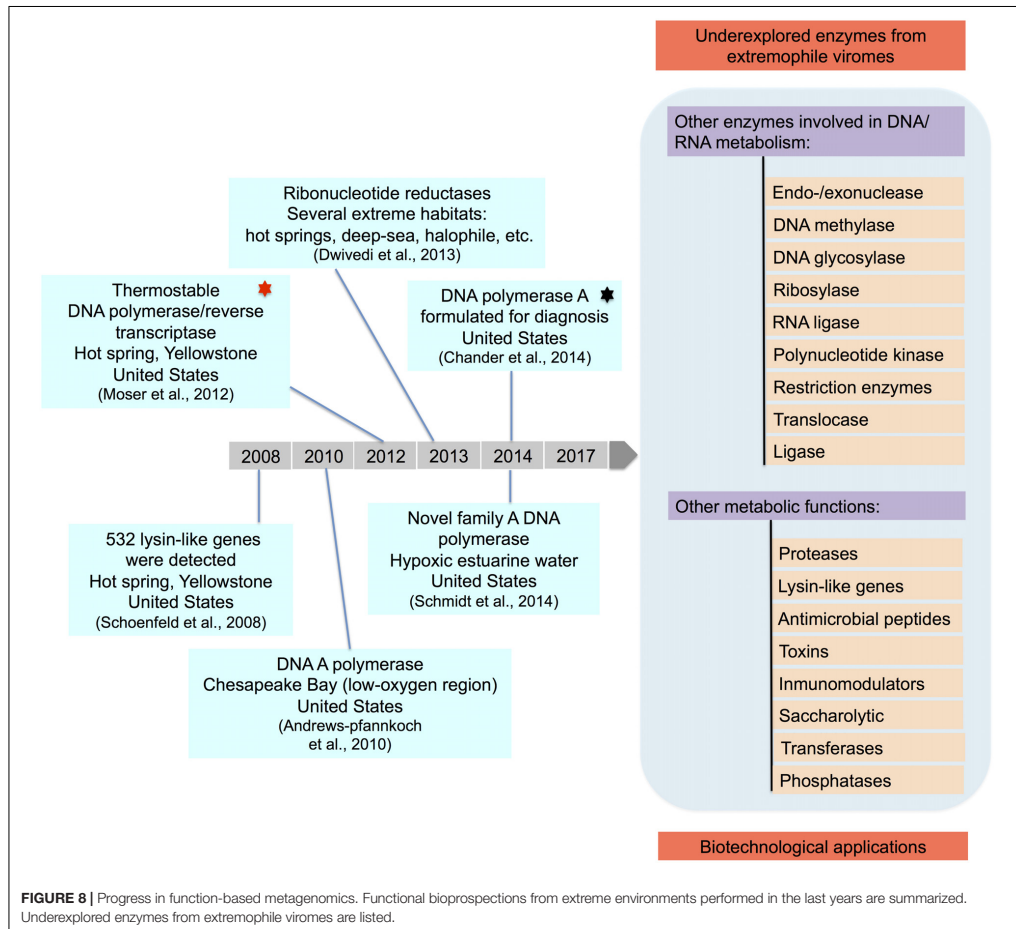 Underexplored enzymes from
extremophile viromes
Other enzymes involved in DNA/
RNA metabolism:
Endo-/exonuclease
DNA methylase
DNA glycosylase
Ribosylase
RNA ligase
Polynucleotide kinase
Restriction enzymes
Translocase
Ligase
Other metabolic functions:
Proteases
Lysin-like genes
Antimicrobial peptides
Toxins
Inmunomodulators
Saccharolytic
Transferases
Phosphatases
Biotechnological applications
Ribonucleotide reductases
Several extreme habitats:
hot springs, deep-sea, halophile, etc.
(Dwivedi et al., 2013)
Thermostable
DNA polymerase/reverse
transcriptase
Hot spring, Yellowstone
United States
(Moser et al., 2012)
DNA polymerase A
formulated for diagnosis
United States
(Chander et al., 2014)
2008 2010 2012 2013 2014 2017
532 lysin-like genes
were detected
Hot spring, Yellowstone
United States
(Schoenfeld et al., 2008)
Novel family A DNA
polymerase
Hypoxic estuarine water
United States
(Schmidt et al., 2014)
DNA A polymerase
Chesapeake Bay (low-oxygen region)
United States
(Andrews-pfannkoch
et al., 2010)
FIGURE 8 | Progress in function-based metagenomics. Functional bioprospections from extreme environments performed in the last years are summarized.
Underexplored enzymes from extremophile viromes are listed.